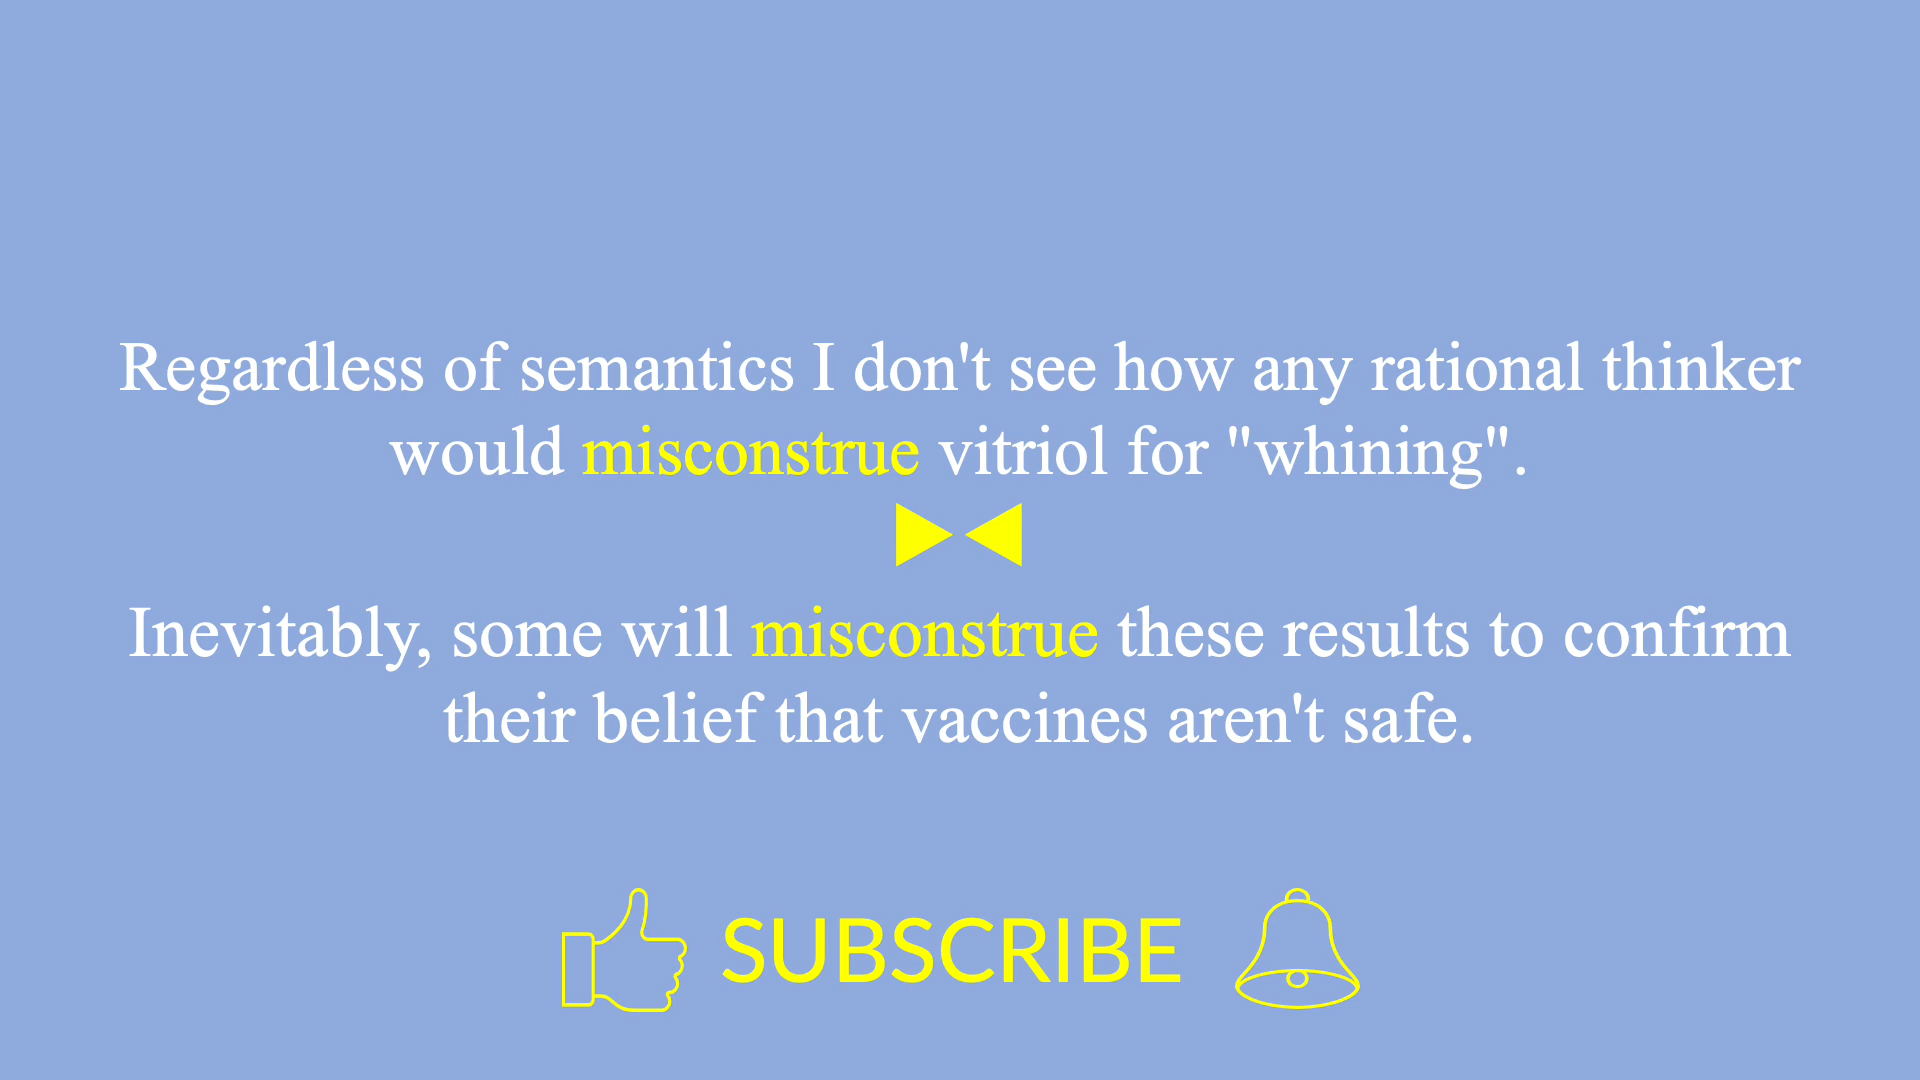 Regardless of semantics I don't see how any rational thinker
would misconstrue vitriol for "whining".
Inevitably, some will misconstrue these results to confirm
their belief that vaccines aren't safe.
SUBSCRIBE